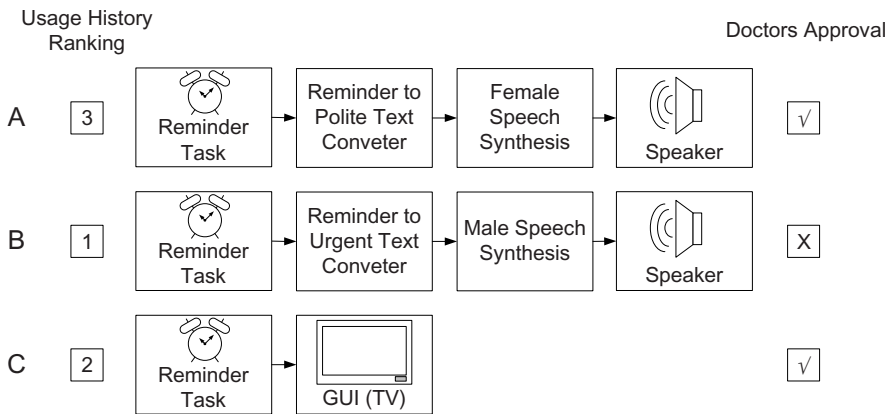 Usage History
Ranking
Doctors Approval
A
3
Reminder
Task
Reminder to
Polite Text
Conveter
Female
Speech
Synthesis
Speaker
√
B
1
Reminder
Task
Reminder to
Urgent Text
Conveter
Male Speech
Synthesis
Speaker
X
C
2
Reminder
Task
GUI (TV)
√